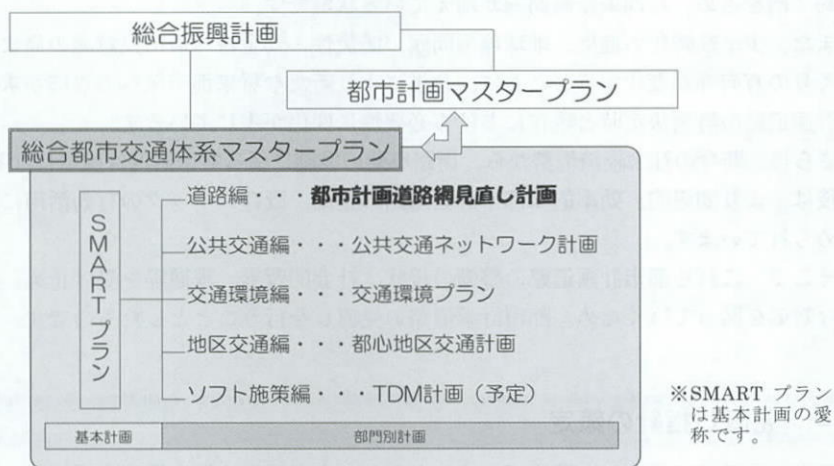 総合振興計画
都市計画マスタープラン
総合都市交通体系マスタープラン
SMARTプラン
道路編・・・都市計画道路網見直し計画
公共交通編・・・公共交通ネットワーク計画
交通環境編・・・交通環境プラン
地区交通編・・・都心地区交通計画
ソフト施策編・・・TDM計画（予定）
基本計画
部門別計画
※SMART プラン
は基本計画の愛
称です。